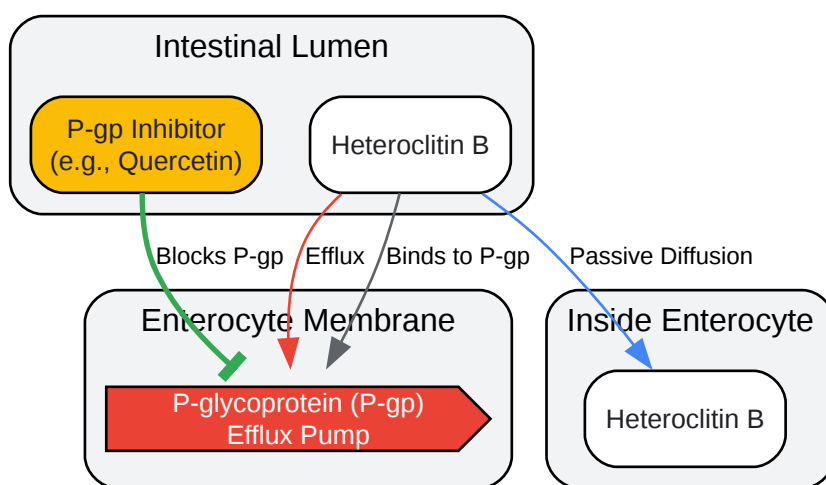 Intestinal Lumen
P-gp Inhibitor
(e.g., Quercetin)
Heteroclitin B
Blocks P-gp
Efflux
Binds to P-gp
Passive Diffusion
Enterocyte Membrane
Inside Enterocyte
P-glycoprotein (P-gp)
Efflux Pump
Heteroclitin B